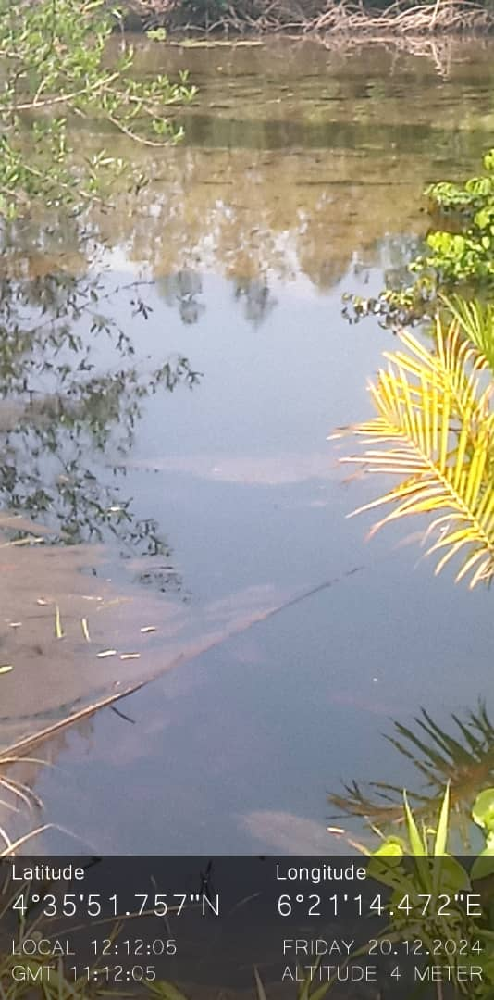 Latitude
Longitude
4°35'51.757"N
6°21'14.472"E
LOCAL 12:12:05
FRIDAY 20.12.2024
GMT 11:12:05
ALTITUDE 4 METER